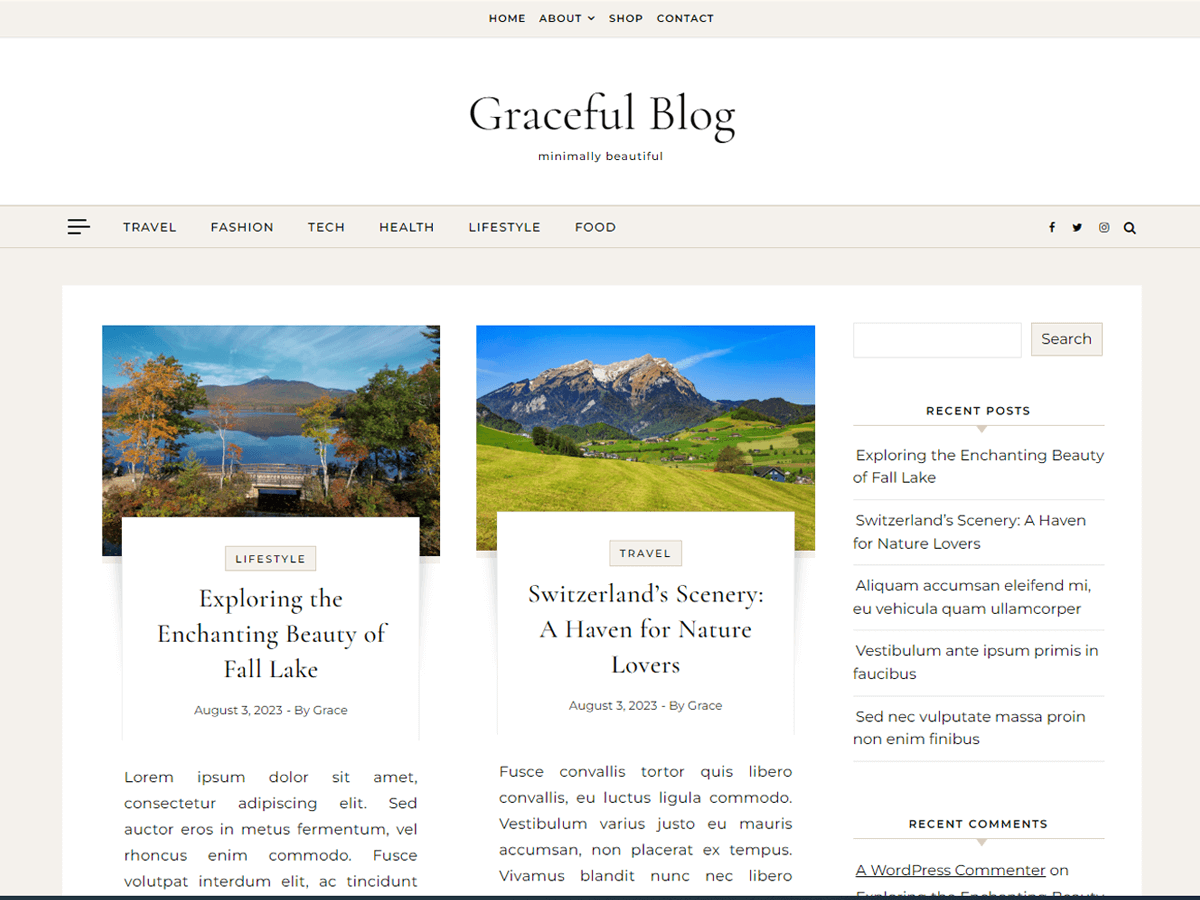 HOME ABOUT SHOP CONTACT
Graceful Blog
minimally beautiful
TRAVEL FASHION TECH HEALTH LIFESTYLE FOOD
LIFESTYLE
Exploring the
Enchanting Beauty of
Fall Lake
August 3, 2023 - By Grace
Lorem ipsum dolor sit amet,
consectetur adipiscing elit. Sed
auctor eros in metus fermentum, vel
rhoncus enim commodo. Fusce
volutpat interdum elit, ac tincidunt
TRAVEL
Switzerland’s Scenery:
A Haven for Nature
Lovers
August 3, 2023 - By Grace
Fusce convallis tortor quis libero
convallis, eu luctus ligula commodo.
Vestibulum varius justo eu mauris
accumsan, non placerat ex tempus.
Vivamus blandit nunc nec libero
Search
RECENT POSTS
Exploring the Enchanting Beauty
of Fall Lake
Switzerland’s Scenery: A Haven
for Nature Lovers
Aliquam accumsan eleifend mi,
eu vehicula quam ullamcorper
Vestibulum ante ipsum primis in
faucibus
Sed nec vulputate massa proin
non enim finibus
RECENT COMMENTS
A WordPress Commenter on
Exploring the Enchanting Beauty